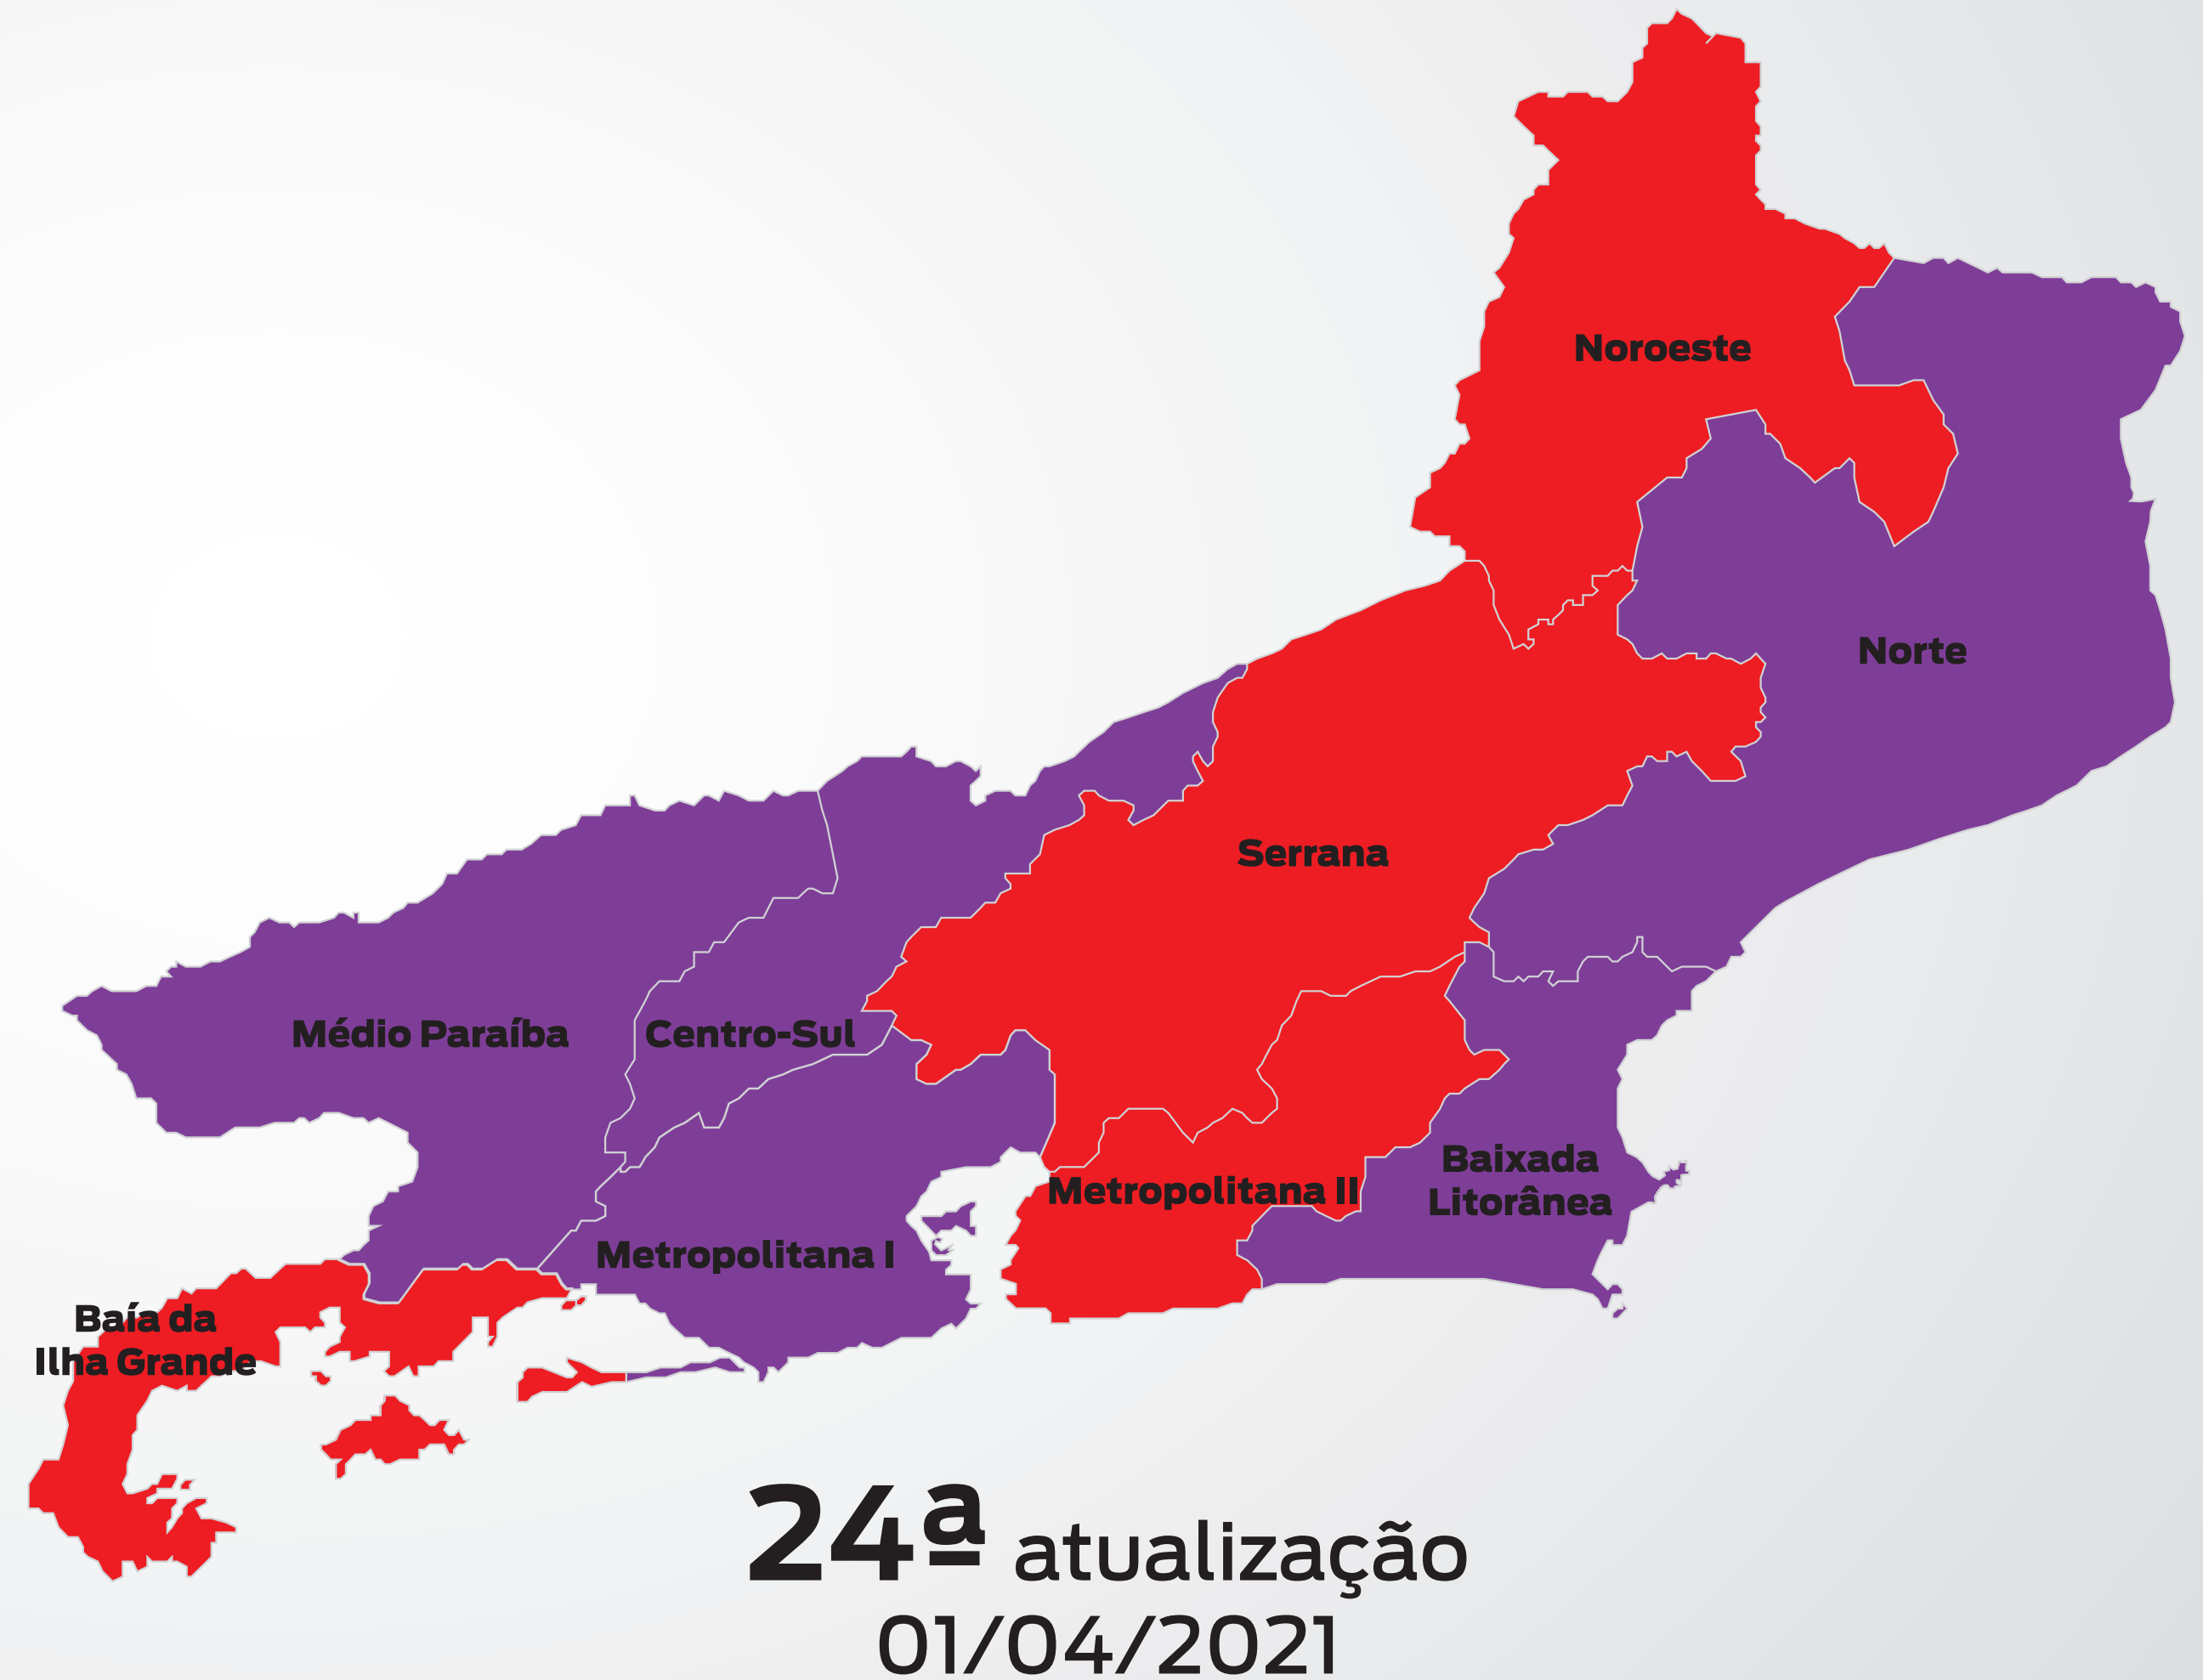 Noroeste
Norte
Serrana
Médio Paraíba
Centro-Sul
Baixada
Litorânea
Metropolitana II
Metropolitana I
Baía da
Ilha Grande
24ª atualização
01/04/2021